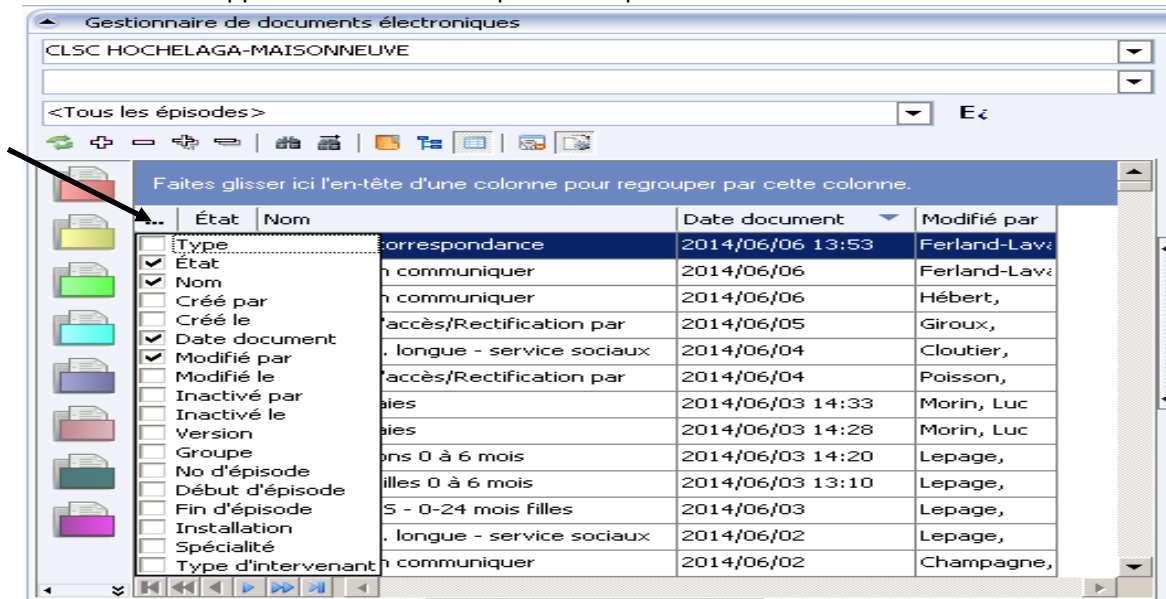 Gestionnaire de documents électroniques
CLSC HOCHELAGA-MAISONNEUVE
<Tous les épisodes>
E¿
Faites glisser ici l'en-tête d'une colonne pour regrouper par cette colonne.
... État Nom Date document Modifié par
Type
État
Nom
Créé par
Créé le
Date document
Modifié par
Modifié le
Inactivé par
Inactivé le
Version
Groupe
No d'épisode
Début d'épisode
Fin d'épisode
Installation
Spécialité
Type d'intervenant
orrespondance 2014/06/06 13:53 Ferland-Lava
communiquer 2014/06/06 Ferland-Lava
communiquer 2014/06/06 Hébert,
'accès/Rectification par 2014/06/05 Giroux,
. longue - service sociaux 2014/06/04 Cloutier,
'accès/Rectification par 2014/06/04 Poisson,
aies 2014/06/03 14:33 Morin, Luc
aies 2014/06/03 14:28 Morin, Luc
ons 0 à 6 mois 2014/06/03 14:20 Lepage,
illes 0 à 6 mois 2014/06/03 13:10 Lepage,
S - 0-24 mois filles 2014/06/03 Lepage,
. longue - service sociaux 2014/06/02 Lepage,
communiquer 2014/06/02 Champagne,